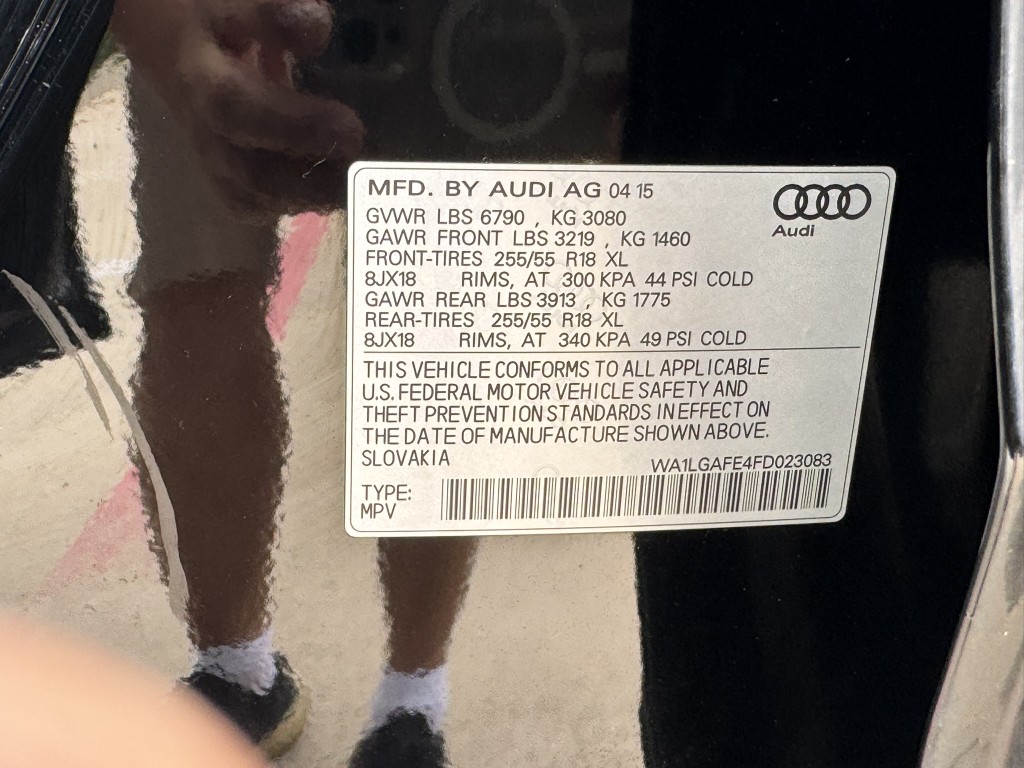 MFD. BY AUDI AG 04 15
GVWR LBS 6790 , KG 3080
GAWR FRONT LBS 3219 , KG 1460
FRONT-TIRES 255/55 R18 XL
8JX18 RIMS, AT 300 KPA 44 PSI COLD
GAWR REAR LBS 3913 , KG 1775
REAR-TIRES 255/55 R18 XL
8JX18 RIMS, AT 340 KPA 49 PSI COLD
Audi
THIS VEHICLE CONFORMS TO ALL APPLICABLE
U.S. FEDERAL MOTOR VEHICLE SAFETY AND
THEFT PREVENTION STANDARDS IN EFFECT ON
THE DATE OF MANUFACTURE SHOWN ABOVE.
SLOVAKIA
WA1LGAFE4FD023083
TYPE:
MPV